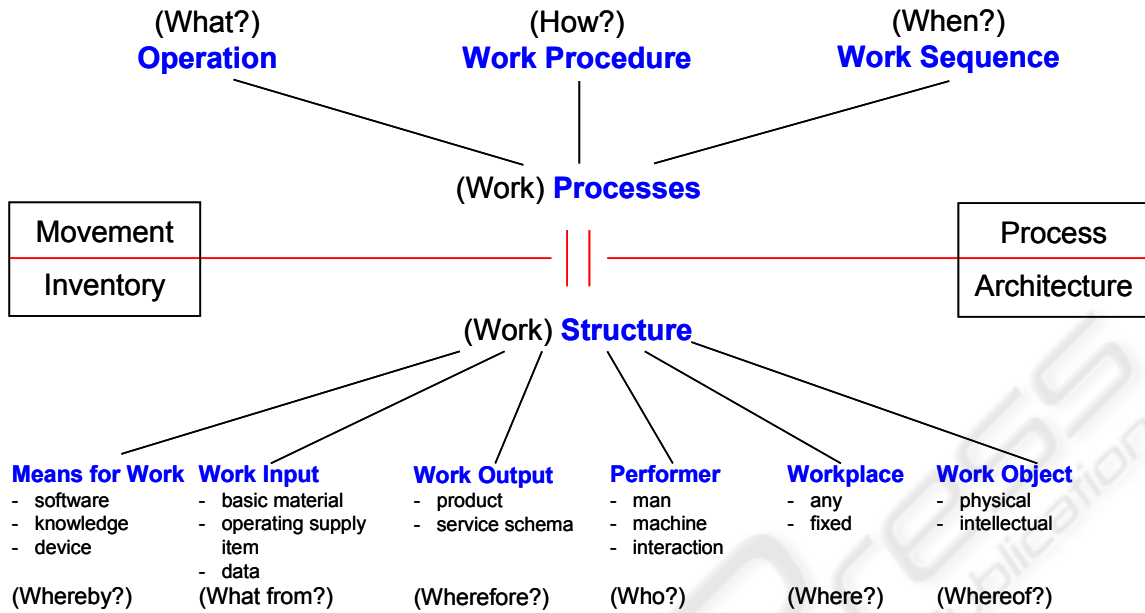 (What?)
Operation
(How?)
Work Procedure
(When?)
Work Sequence
(Work) Processes
Movement
Inventory
Process
Architecture
(Work) Structure
Means for Work
- software
- knowledge
- device
(Whereby?)
Work Input
- basic material
- operating supply
item
- data
(What from?)
Work Output
- product
- service schema
(Wherefore?)
Performer
- man
- machine
- interaction
(Who?)
Workplace
- any
- fixed
(Where?)
Work Object
- physical
- intellectual
(Whereof?)